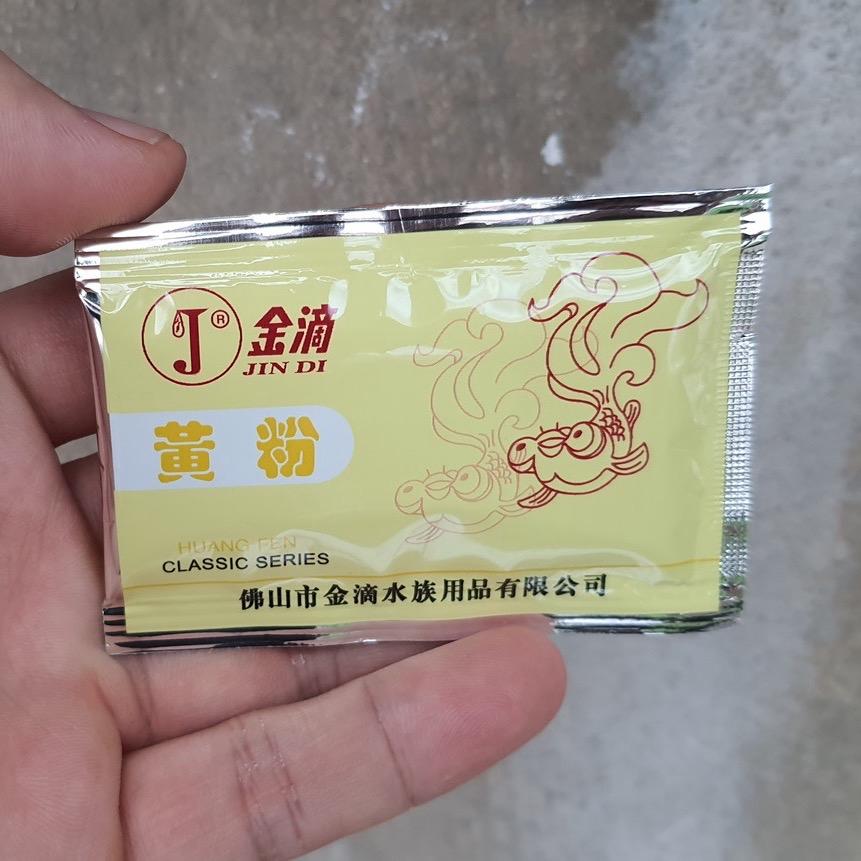 J® 金滴
JIN DI
黄粉
HUANG FEN
CLASSIC SERIES
佛山市金滴水族用品有限公司